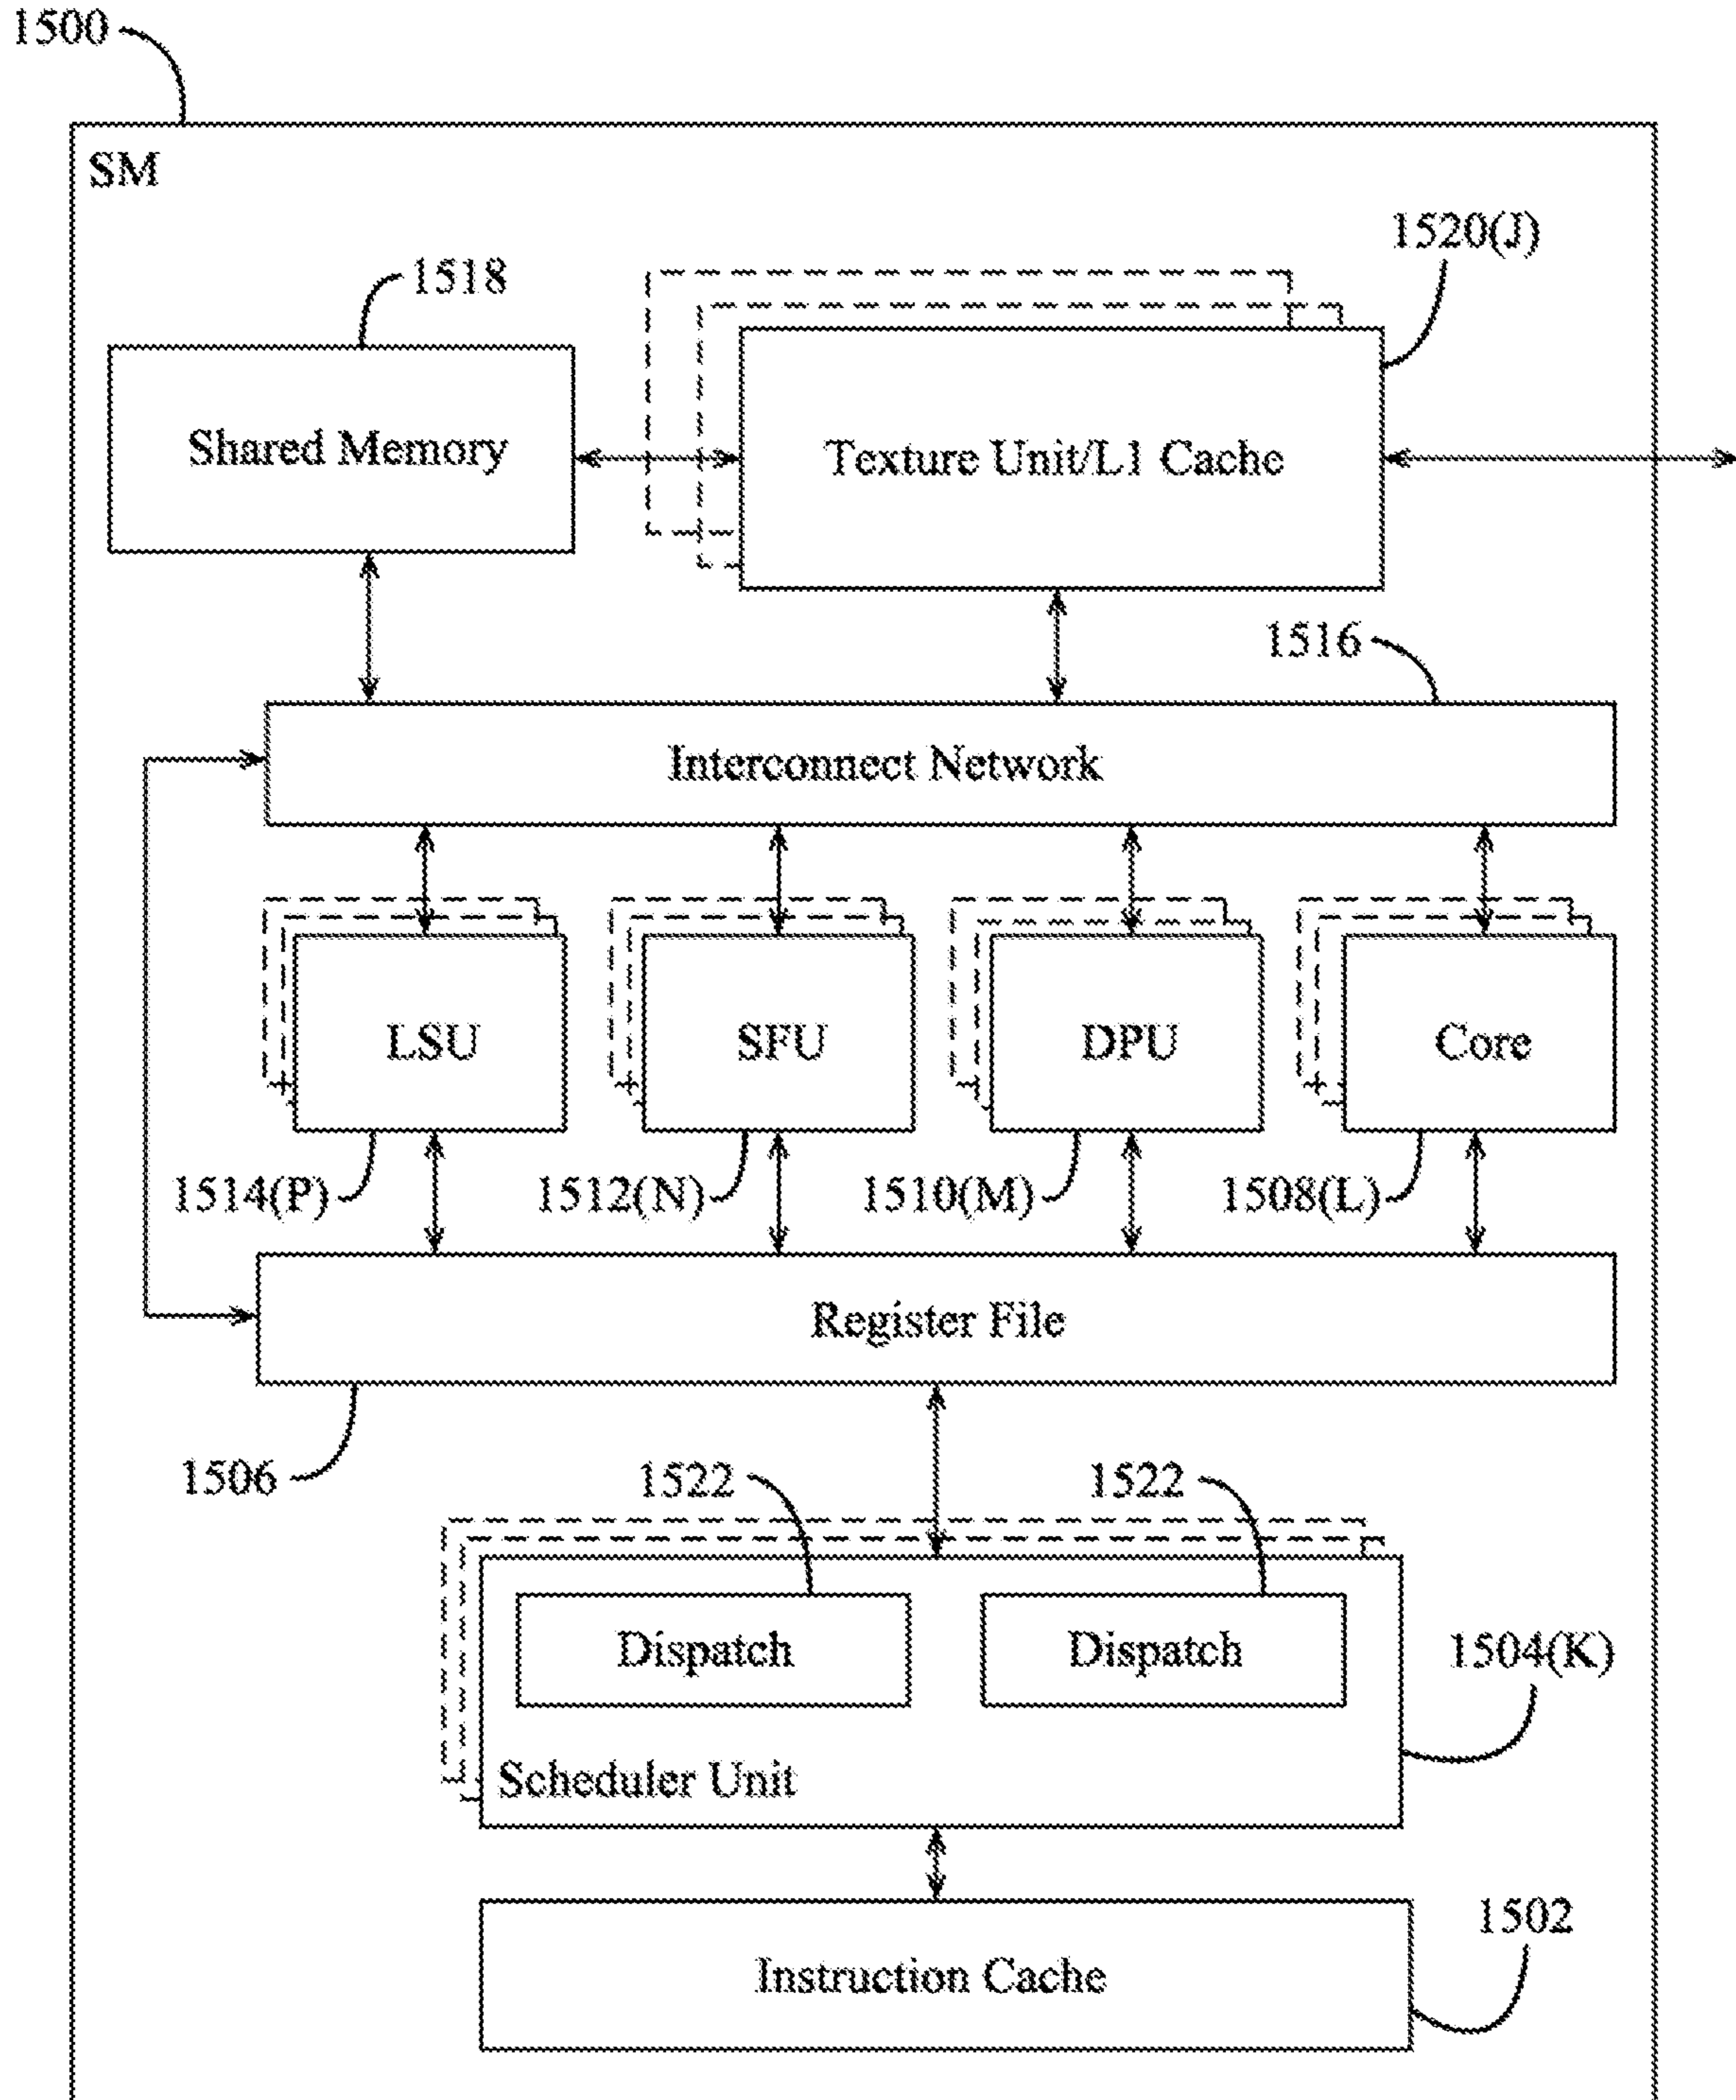 1500
SM
1520(J)
1518
Shared Memory
Texture Unit/L1 Cache
1516
Interconnect Network
LSU
SFU
DPU
Core
1514(P)
1512(N)
1510(M)
1508(L)
Register File
1506
1522
1522
Dispatch
Dispatch
1504(K)
Scheduler Unit
1502
Instruction Cache